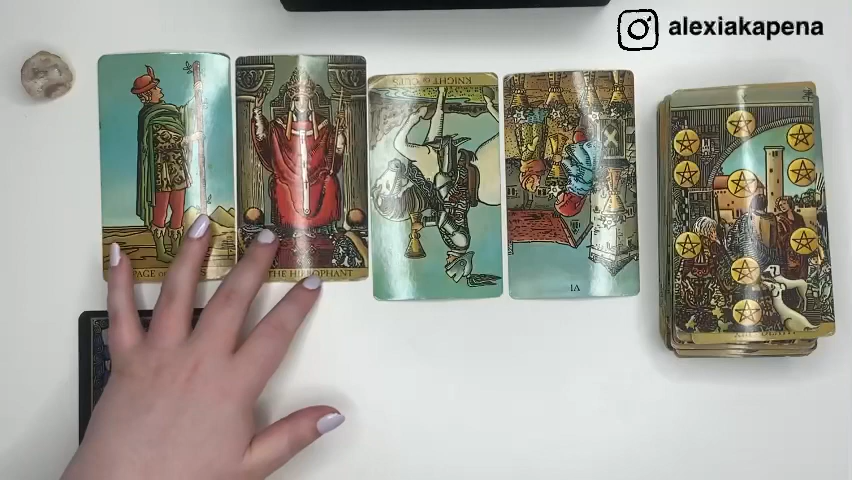 alexiakapena
PAGE OF
THE HIEROPHANT
KNIGHT OF CUPS
VI